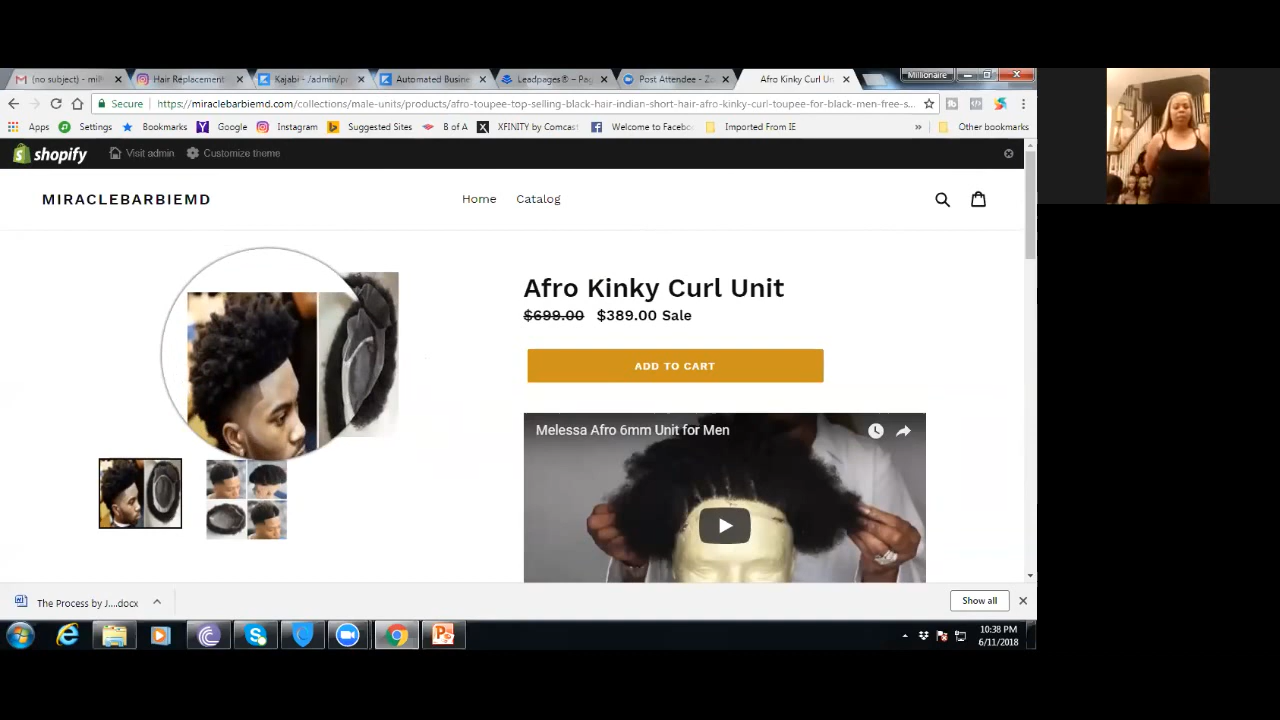 (no subject) - mill
Hair Replacement
Kajabi - /admin/pr
Automated Busine
Leadpages® – Pag
Post Attendee - Zo
Afro Kinky Curl Un
Millionaire
Secure
https://miraclebarbiemd.com/collections/male-units/products/afro-toupee-top-selling-black-hair-indian-short-hair-afro-kinky-curl-toupee-for-black-men-free-s...
Apps
Settings
Bookmarks
Google
Instagram
Suggested Sites
B of A
XFINITY by Comcast
Welcome to Facebo
Imported From IE
»
Other bookmarks
shopify
Visit admin
Customize theme
MIRACLEBARBIEMD
Home
Catalog
Afro Kinky Curl Unit
$699.00 $389.00 Sale
ADD TO CART
Melessa Afro 6mm Unit for Men
The Process by J....docx
Show all
10:38 PM
6/11/2018